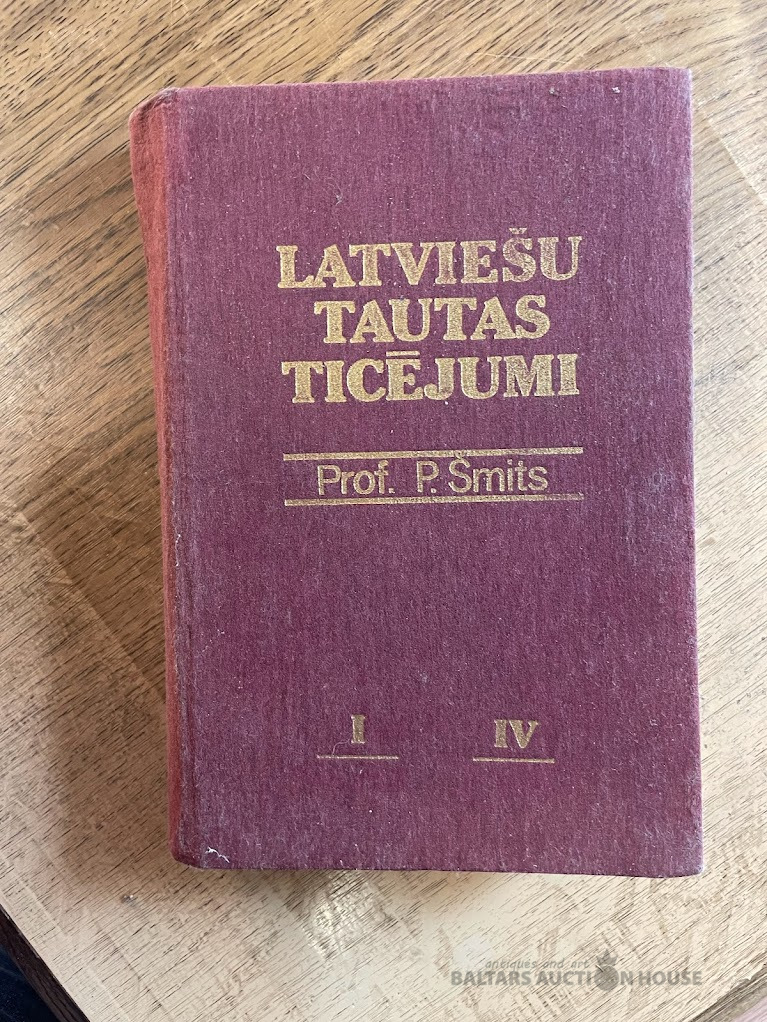 LATVIEŠU
TAUTAS
TICĒJUMI
Prof. P. Šmits
I IV
antiques and art
BALTARS AUCTION HOUSE